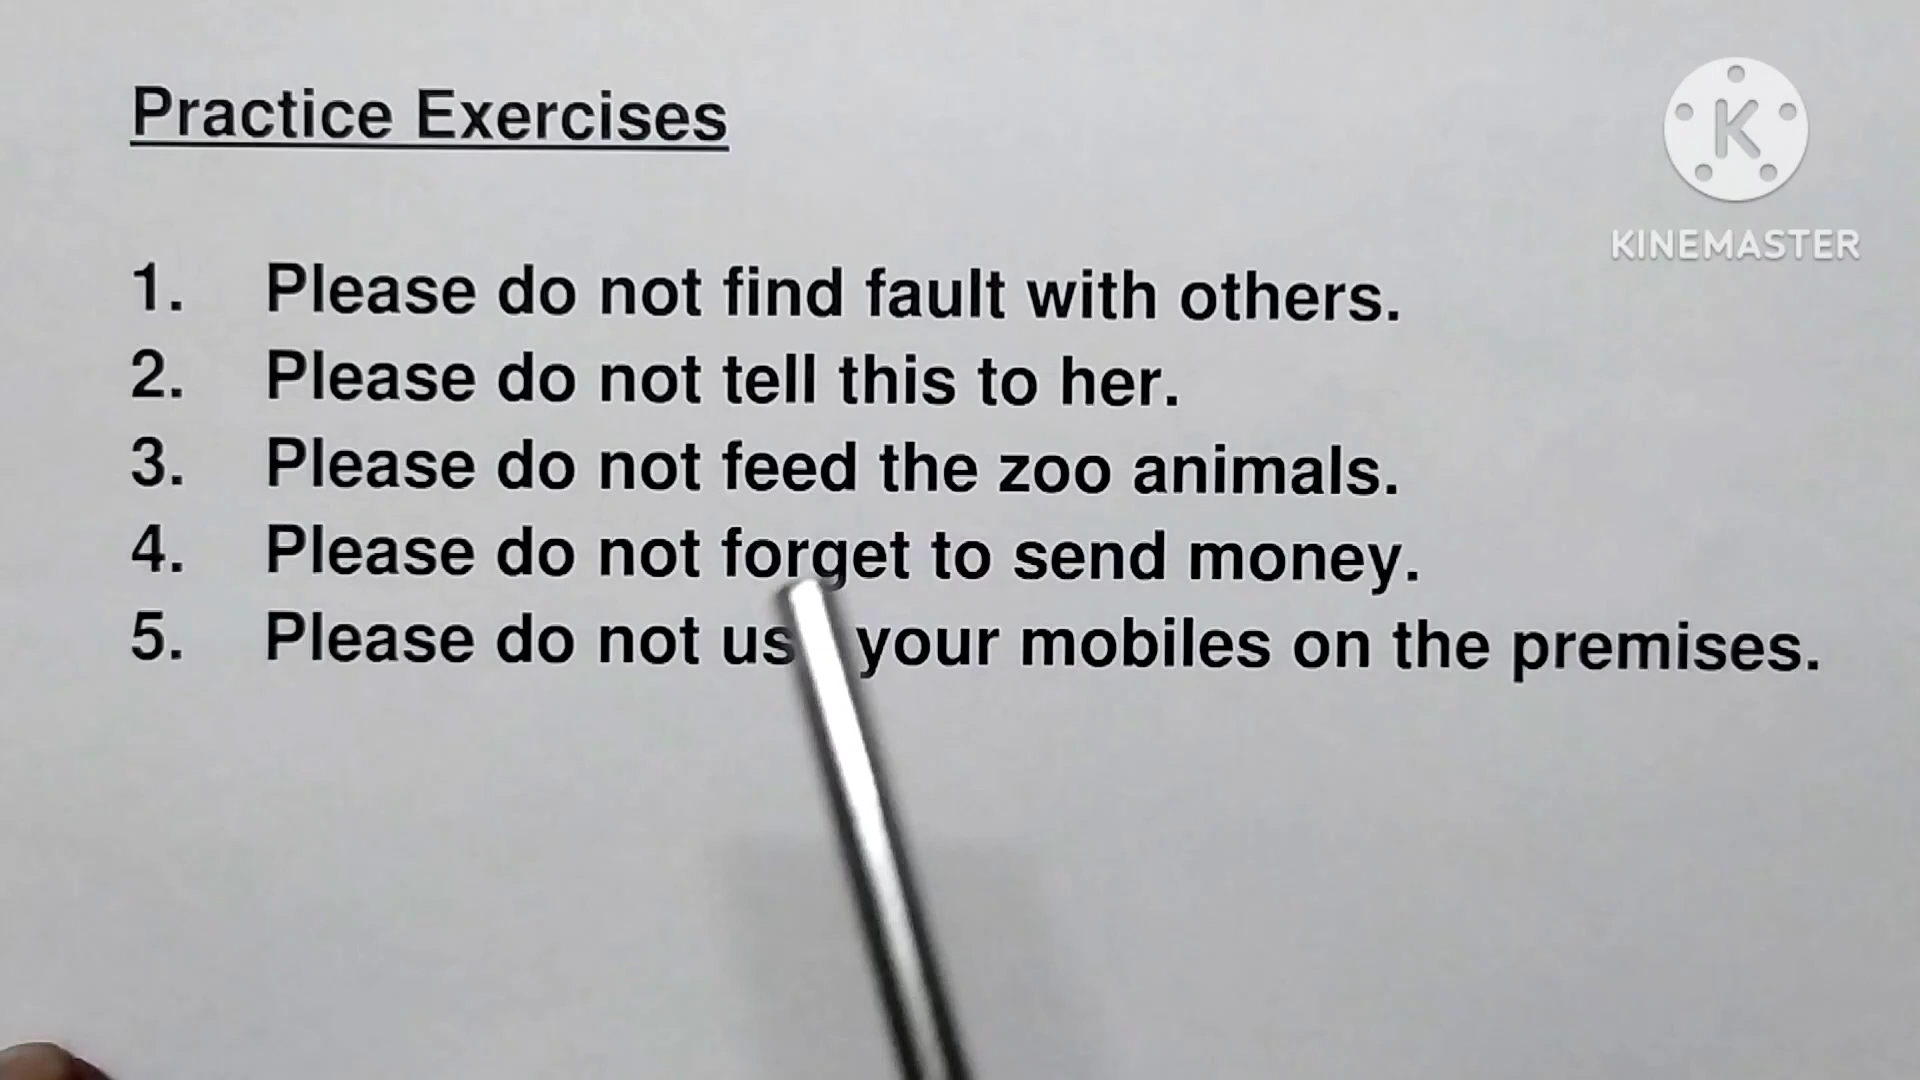 Practice Exercises
K
KINEMASTER
1. Please do not find fault with others.
2. Please do not tell this to her.
3. Please do not feed the zoo animals.
4. Please do not forget to send money.
5. Please do not your mobiles on the premises.